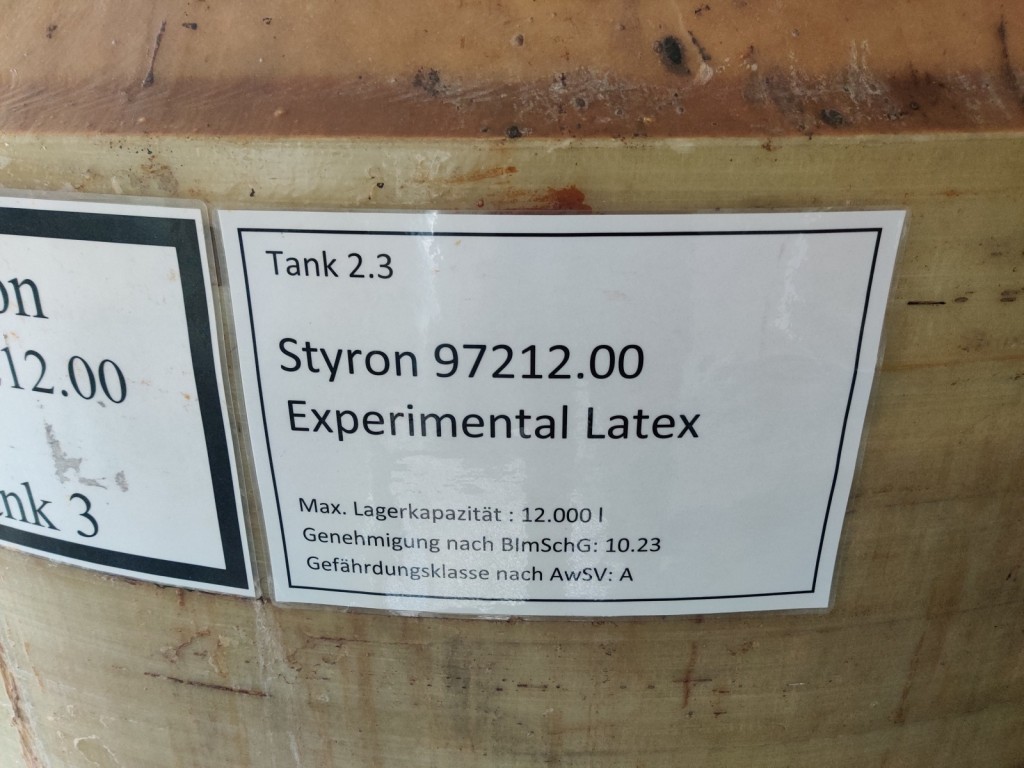 on
12.00
nk 3
Tank 2.3
Styron 97212.00
Experimental Latex
Max. Lagerkapazität : 12.000 l
Genehmigung nach BImSchG: 10.23
Gefährdungsklasse nach AwSV: A